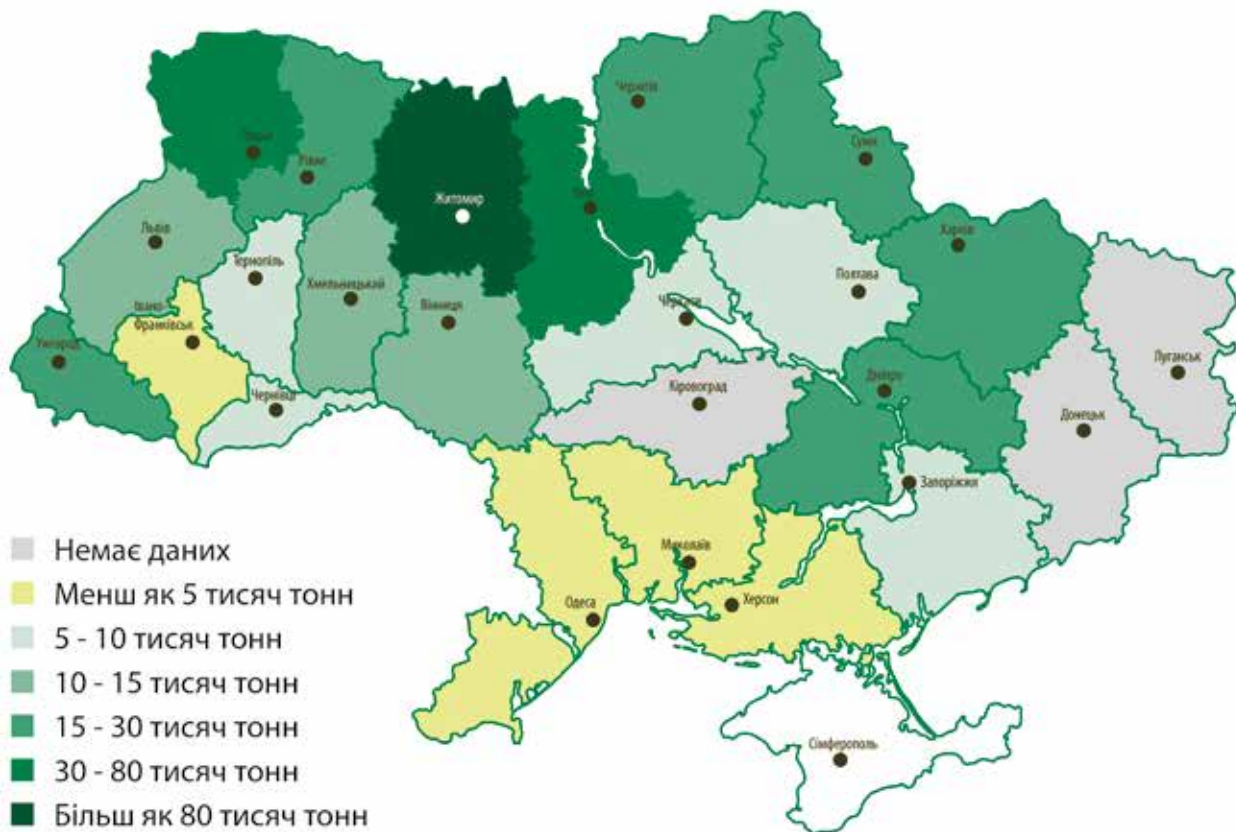 Чернігів
Суми
Рівне
Житомир
Львів
Харків
Тернопіль
Хмельницький
Полтава
Вінниця
Черкаси
Івано-
Франківськ
Ужгород
Луганськ
Дніпро
Кіровоград
Чернівці
Донецьк
Запоріжжя
Миколаїв
Одеса
Херсон
Сімферополь
Немає даних
Менш як 5 тисяч тонн
5 - 10 тисяч тонн
10 - 15 тисяч тонн
15 - 30 тисяч тонн
30 - 80 тисяч тонн
Більш як 80 тисяч тонн